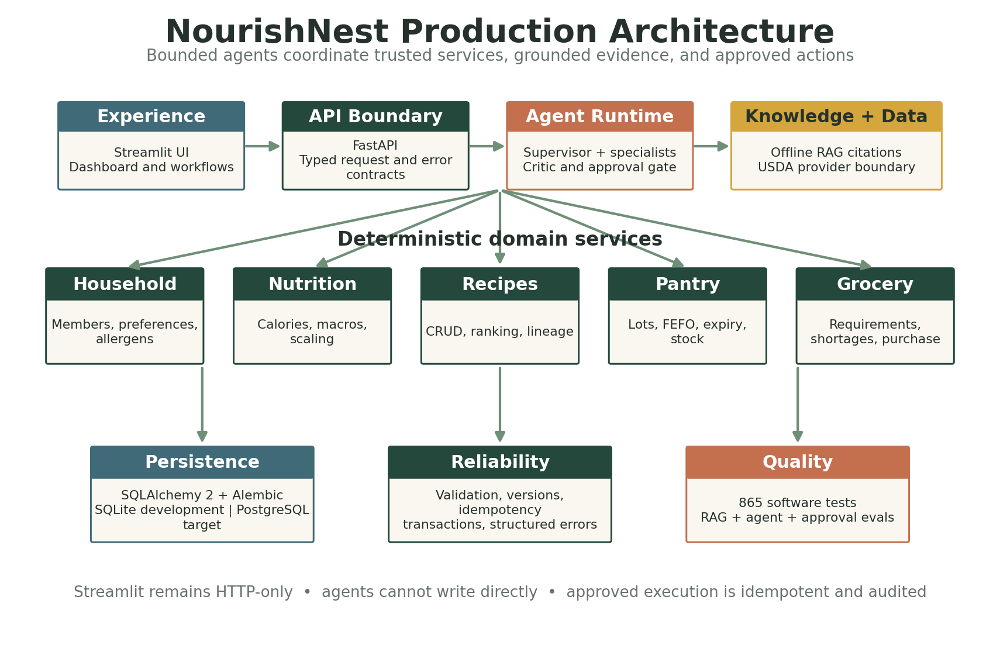 NourishNest Production Architecture
Bounded agents coordinate trusted services, grounded evidence, and approved actions
Experience
Streamlit UI
Dashboard and workflows
API Boundary
FastAPI
Typed request and error
contracts
Agent Runtime
Supervisor + specialists
Critic and approval gate
Knowledge + Data
Offline RAG citations
USDA provider boundary
Deterministic domain services
Household
Members, preferences,
allergens
Nutrition
Calories, macros,
scaling
Recipes
CRUD, ranking, lineage
Pantry
Lots, FEFO, expiry,
stock
Grocery
Requirements,
shortages, purchase
Persistence
SQLAlchemy 2 + Alembic
SQLite development | PostgreSQL
target
Reliability
Validation, versions,
idempotency
transactions, structured errors
Quality
865 software tests
RAG + agent + approval evals
Streamlit remains HTTP-only • agents cannot write directly • approved execution is idempotent and audited